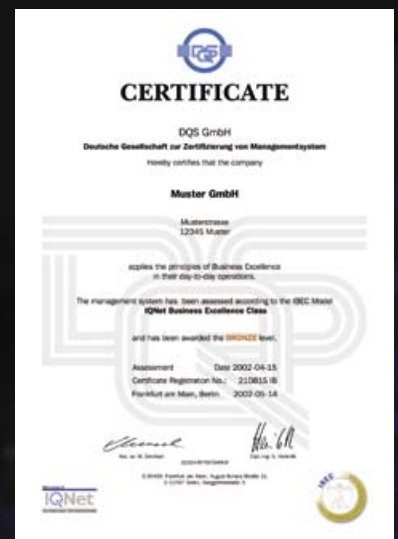 DQS
CERTIFICATE
DQS GmbH
Deutsche Gesellschaft zur Zertifizierung von Managementsystem
Hereby certifies that the company
Muster GmbH
Musterstrasse
12345 Muster
applies the principles of Business Excellence
in their day-to-day operations.
The management system has been assessed according to the IBEC Model
IQNet Business Excellence Class
and has been awarded the BRONZE level.
Assessment Date 2002-04-15
Certificate Registration No.: 210815 IB
Frankfurt am Main, Berlin 2002-05-14
IQNet
IBEC